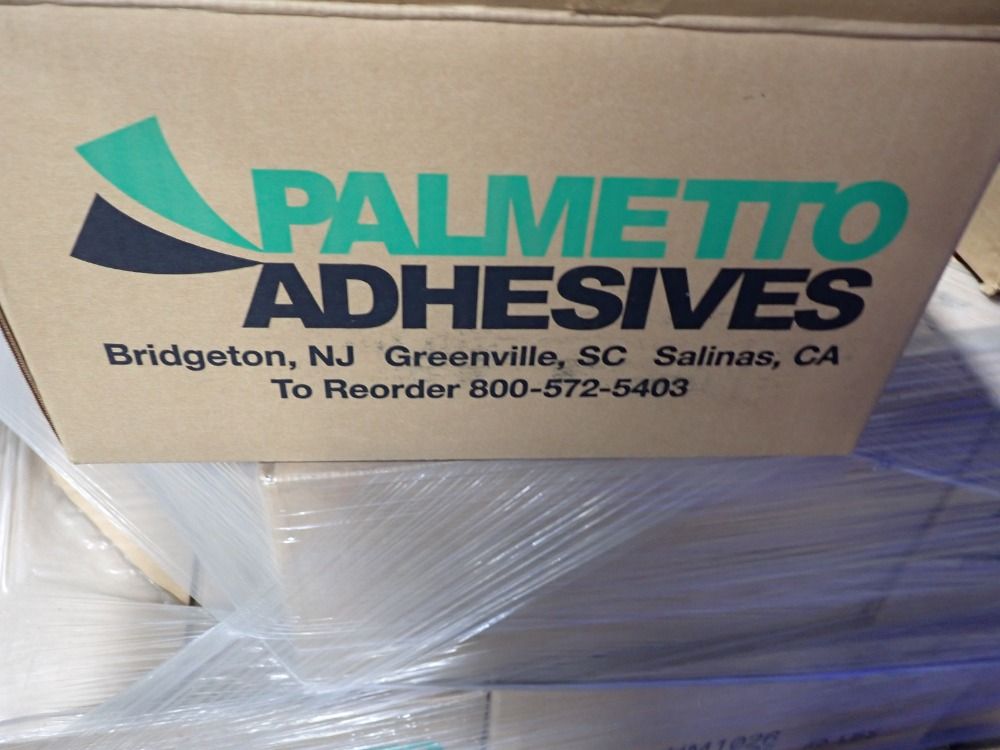 PALMETTO
ADHESIVES
Bridgeton, NJ Greenville, SC Salinas, CA
To Reorder 800-572-5403